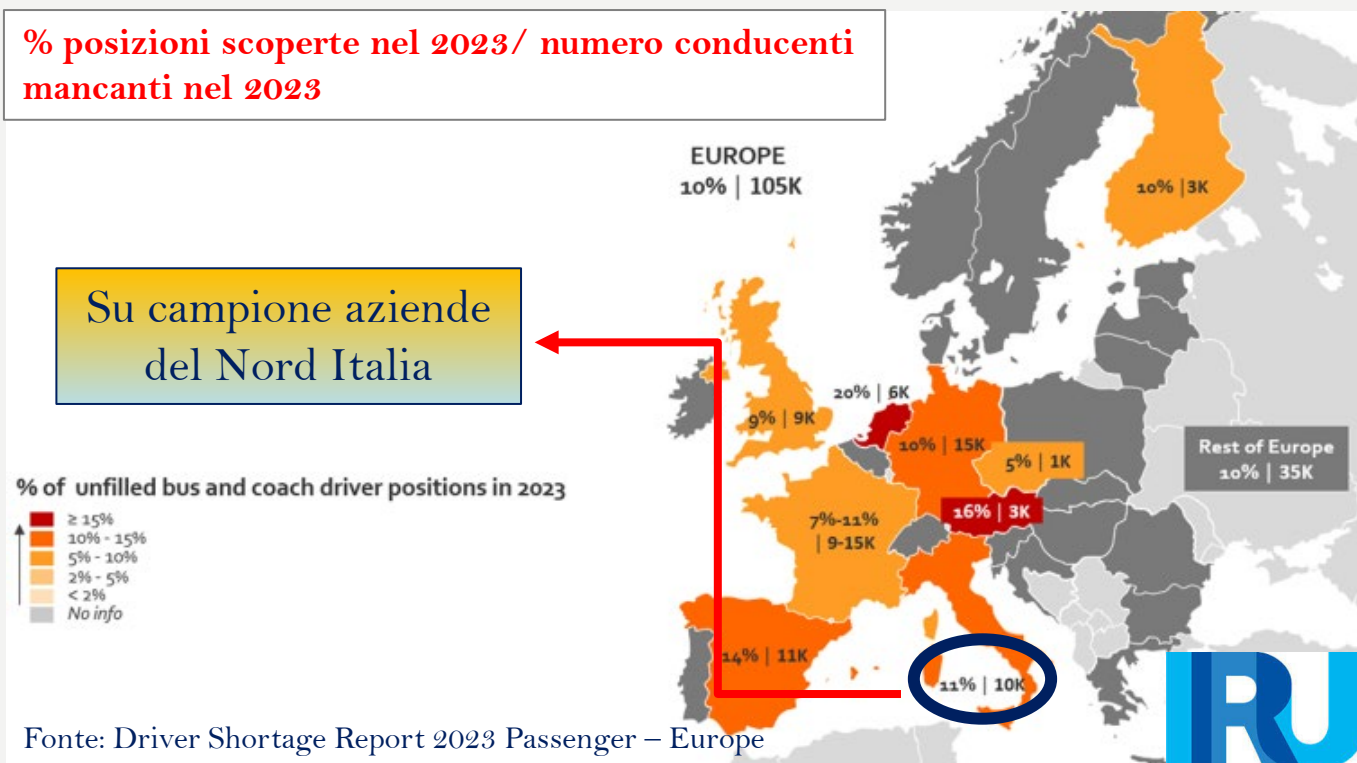 % posizioni scoperte nel 2023/ numero conducenti
mancanti nel 2023
EUROPE
10% | 105K
10% |3K
Su campione aziende
del Nord Italia
20% | 6K
9% | 9K
10% | 15K
5% | 1K
Rest of Europe
10% | 35K
% of unfilled bus and coach driver positions in 2023
≥ 15%
10% - 15%
5% - 10%
2% - 5%
< 2%
No info
16% | 3K
7%-11%
| 9-15K
14% | 11K
11% | 10K
IRU
Fonte: Driver Shortage Report 2023 Passenger – Europe